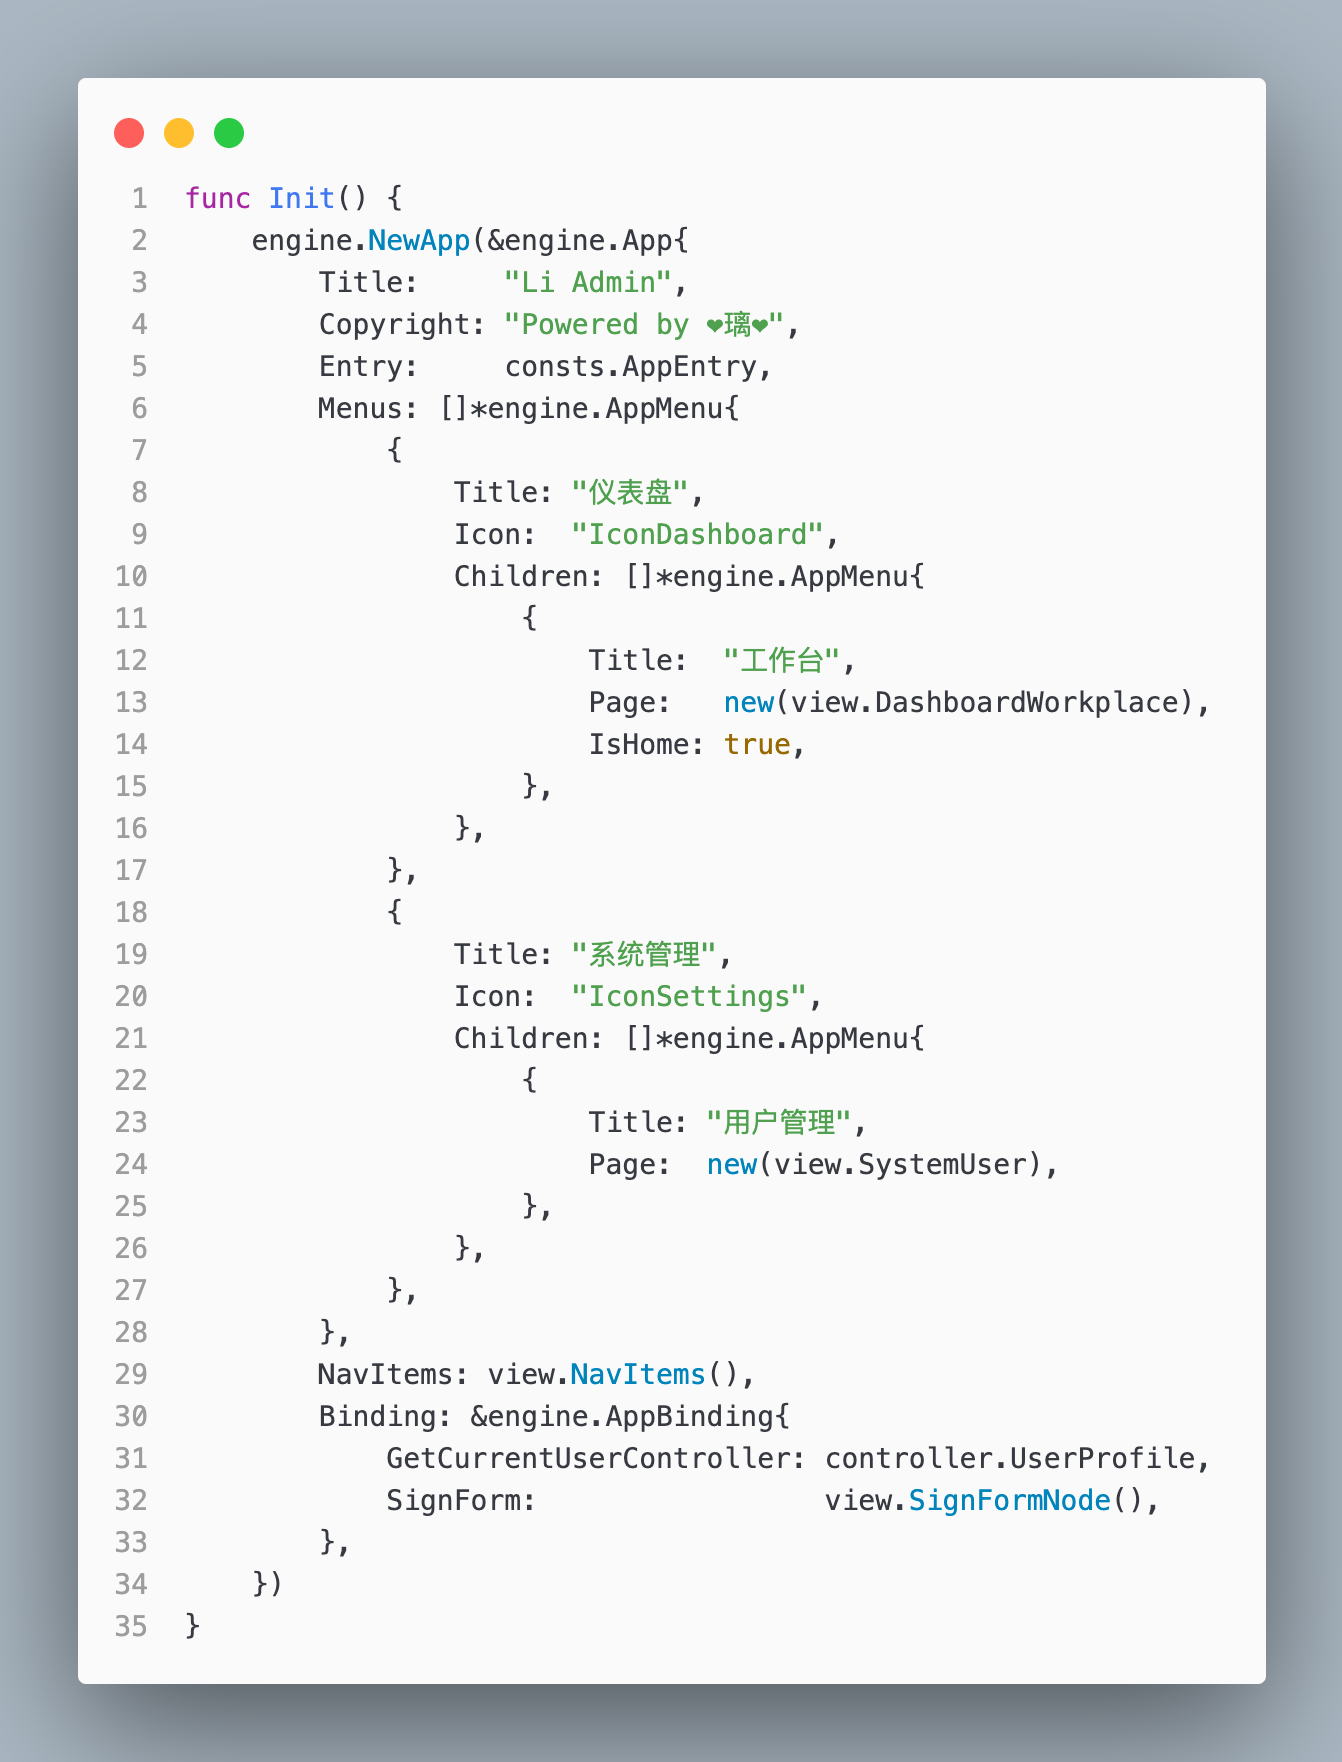 1 func Init() {
2     engine.NewApp(&engine.App{
3         Title:     "Li Admin",
4         Copyright: "Powered by ❤璃❤",
5         Entry:     consts.AppEntry,
6         Menus: []*engine.AppMenu{
7             {
8                 Title: "仪表盘",
9                 Icon:  "IconDashboard",
10                 Children: []*engine.AppMenu{
11                     {
12                         Title:  "工作台",
13                         Page:   new(view.DashboardWorkplace),
14                         IsHome: true,
15                     },
16                 },
17             },
18             {
19                 Title: "系统管理",
20                 Icon:  "IconSettings",
21                 Children: []*engine.AppMenu{
22                     {
23                         Title: "用户管理",
24                         Page:  new(view.SystemUser),
25                     },
26                 },
27             },
28         },
29         NavItems: view.NavItems(),
30         Binding: &engine.AppBinding{
31             GetCurrentUserController: controller.UserProfile,
32             SignForm:                 view.SignFormNode(),
33         },
34     })
35 }